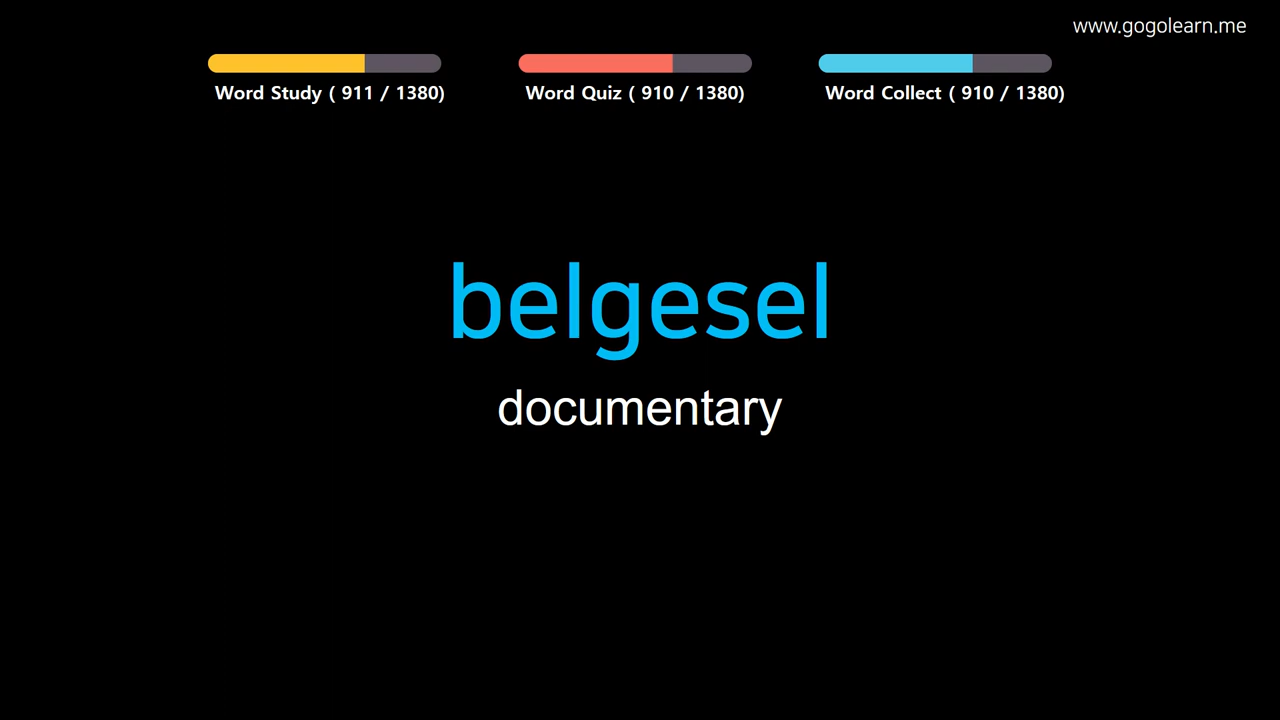 www.gogolearn.me
Word Study ( 911 / 1380)
Word Quiz ( 910 / 1380)
Word Collect ( 910 / 1380)
belgesel
documentary